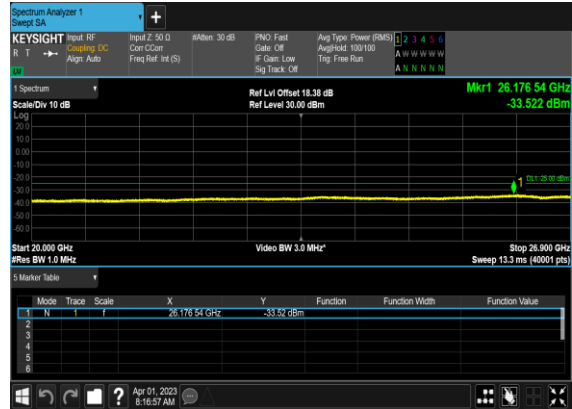 Spectrum Analyzer 1
Swept SA
+
KEYSIGHT Input: RF Input Z: 50 Ω #Atten: 30 dB PNO: Fast Avg Type: Power (RMS) 1 2 3 4 5 6
R T Coupling: DC Corr CCorr Gate: Off Avg|Hold: 100/100 A W W W W W
Align: Auto Freq Ref: Int (S) IF Gain: Low Trig: Free Run
Sig Track: Off A N N N N N
1 Spectrum Ref Lvl Offset 18.38 dB Mkr1 26.176 54 GHz
Scale/Div 10 dB Ref Level 30.00 dBm -33.522 dBm
Log
20.0
10.0
0.00
-10.0
-20.0
-30.0
-40.0
-50.0
-60.0
1 DL1 -25.00 dBm
Start 20.000 GHz Video BW 3.0 MHz* Stop 26.900 GHz
#Res BW 1.0 MHz Sweep 13.3 ms (40001 pts)
5 Marker Table
Mode Trace Scale X Y Function Function Width Function Value
1 N 1 f 26.176 54 GHz -33.52 dBm
2
3
4
5
6
? Apr 01, 2023
8:16:57 AM